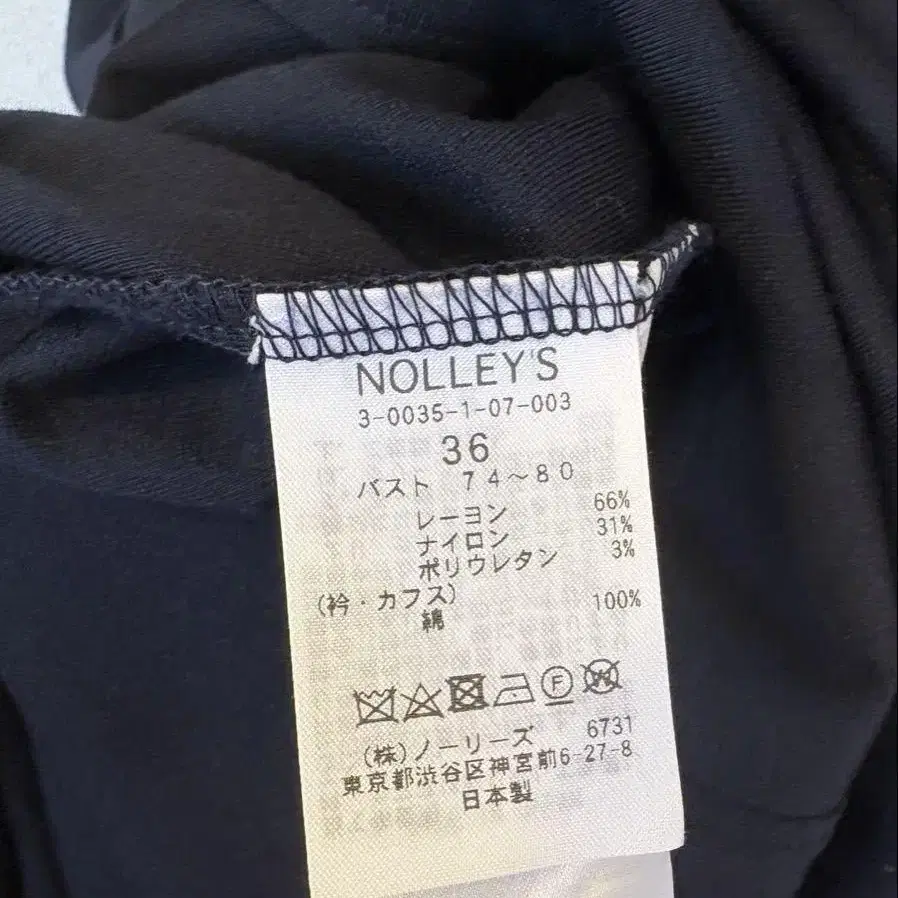 NOLLEY'S
3-0035-1-07-003
36
バスト 74～80
レーヨン 66%
ナイロン 31%
ポリウレタン 3%
(衿・カフス)
綿 100%
F W
(株)ノーリーズ 6731
東京都渋谷区神宮前6-27-8
日本製